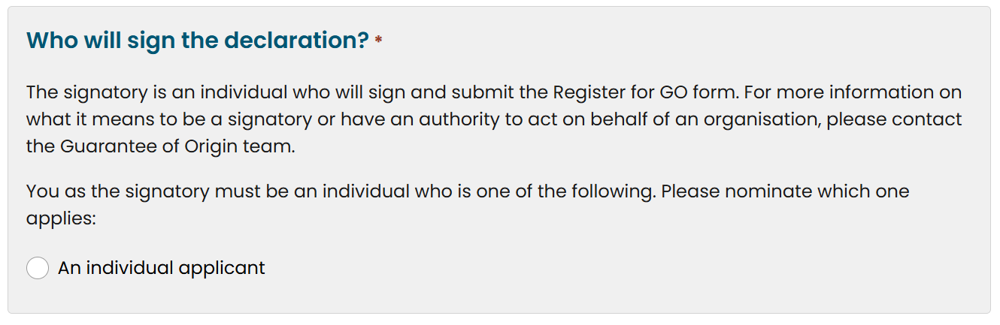 Who will sign the declaration? *
The signatory is an individual who will sign and submit the Register for GO form. For more information on
what it means to be a signatory or have an authority to act on behalf of an organisation, please contact
the Guarantee of Origin team.
You as the signatory must be an individual who is one of the following. Please nominate which one
applies:
An individual applicant